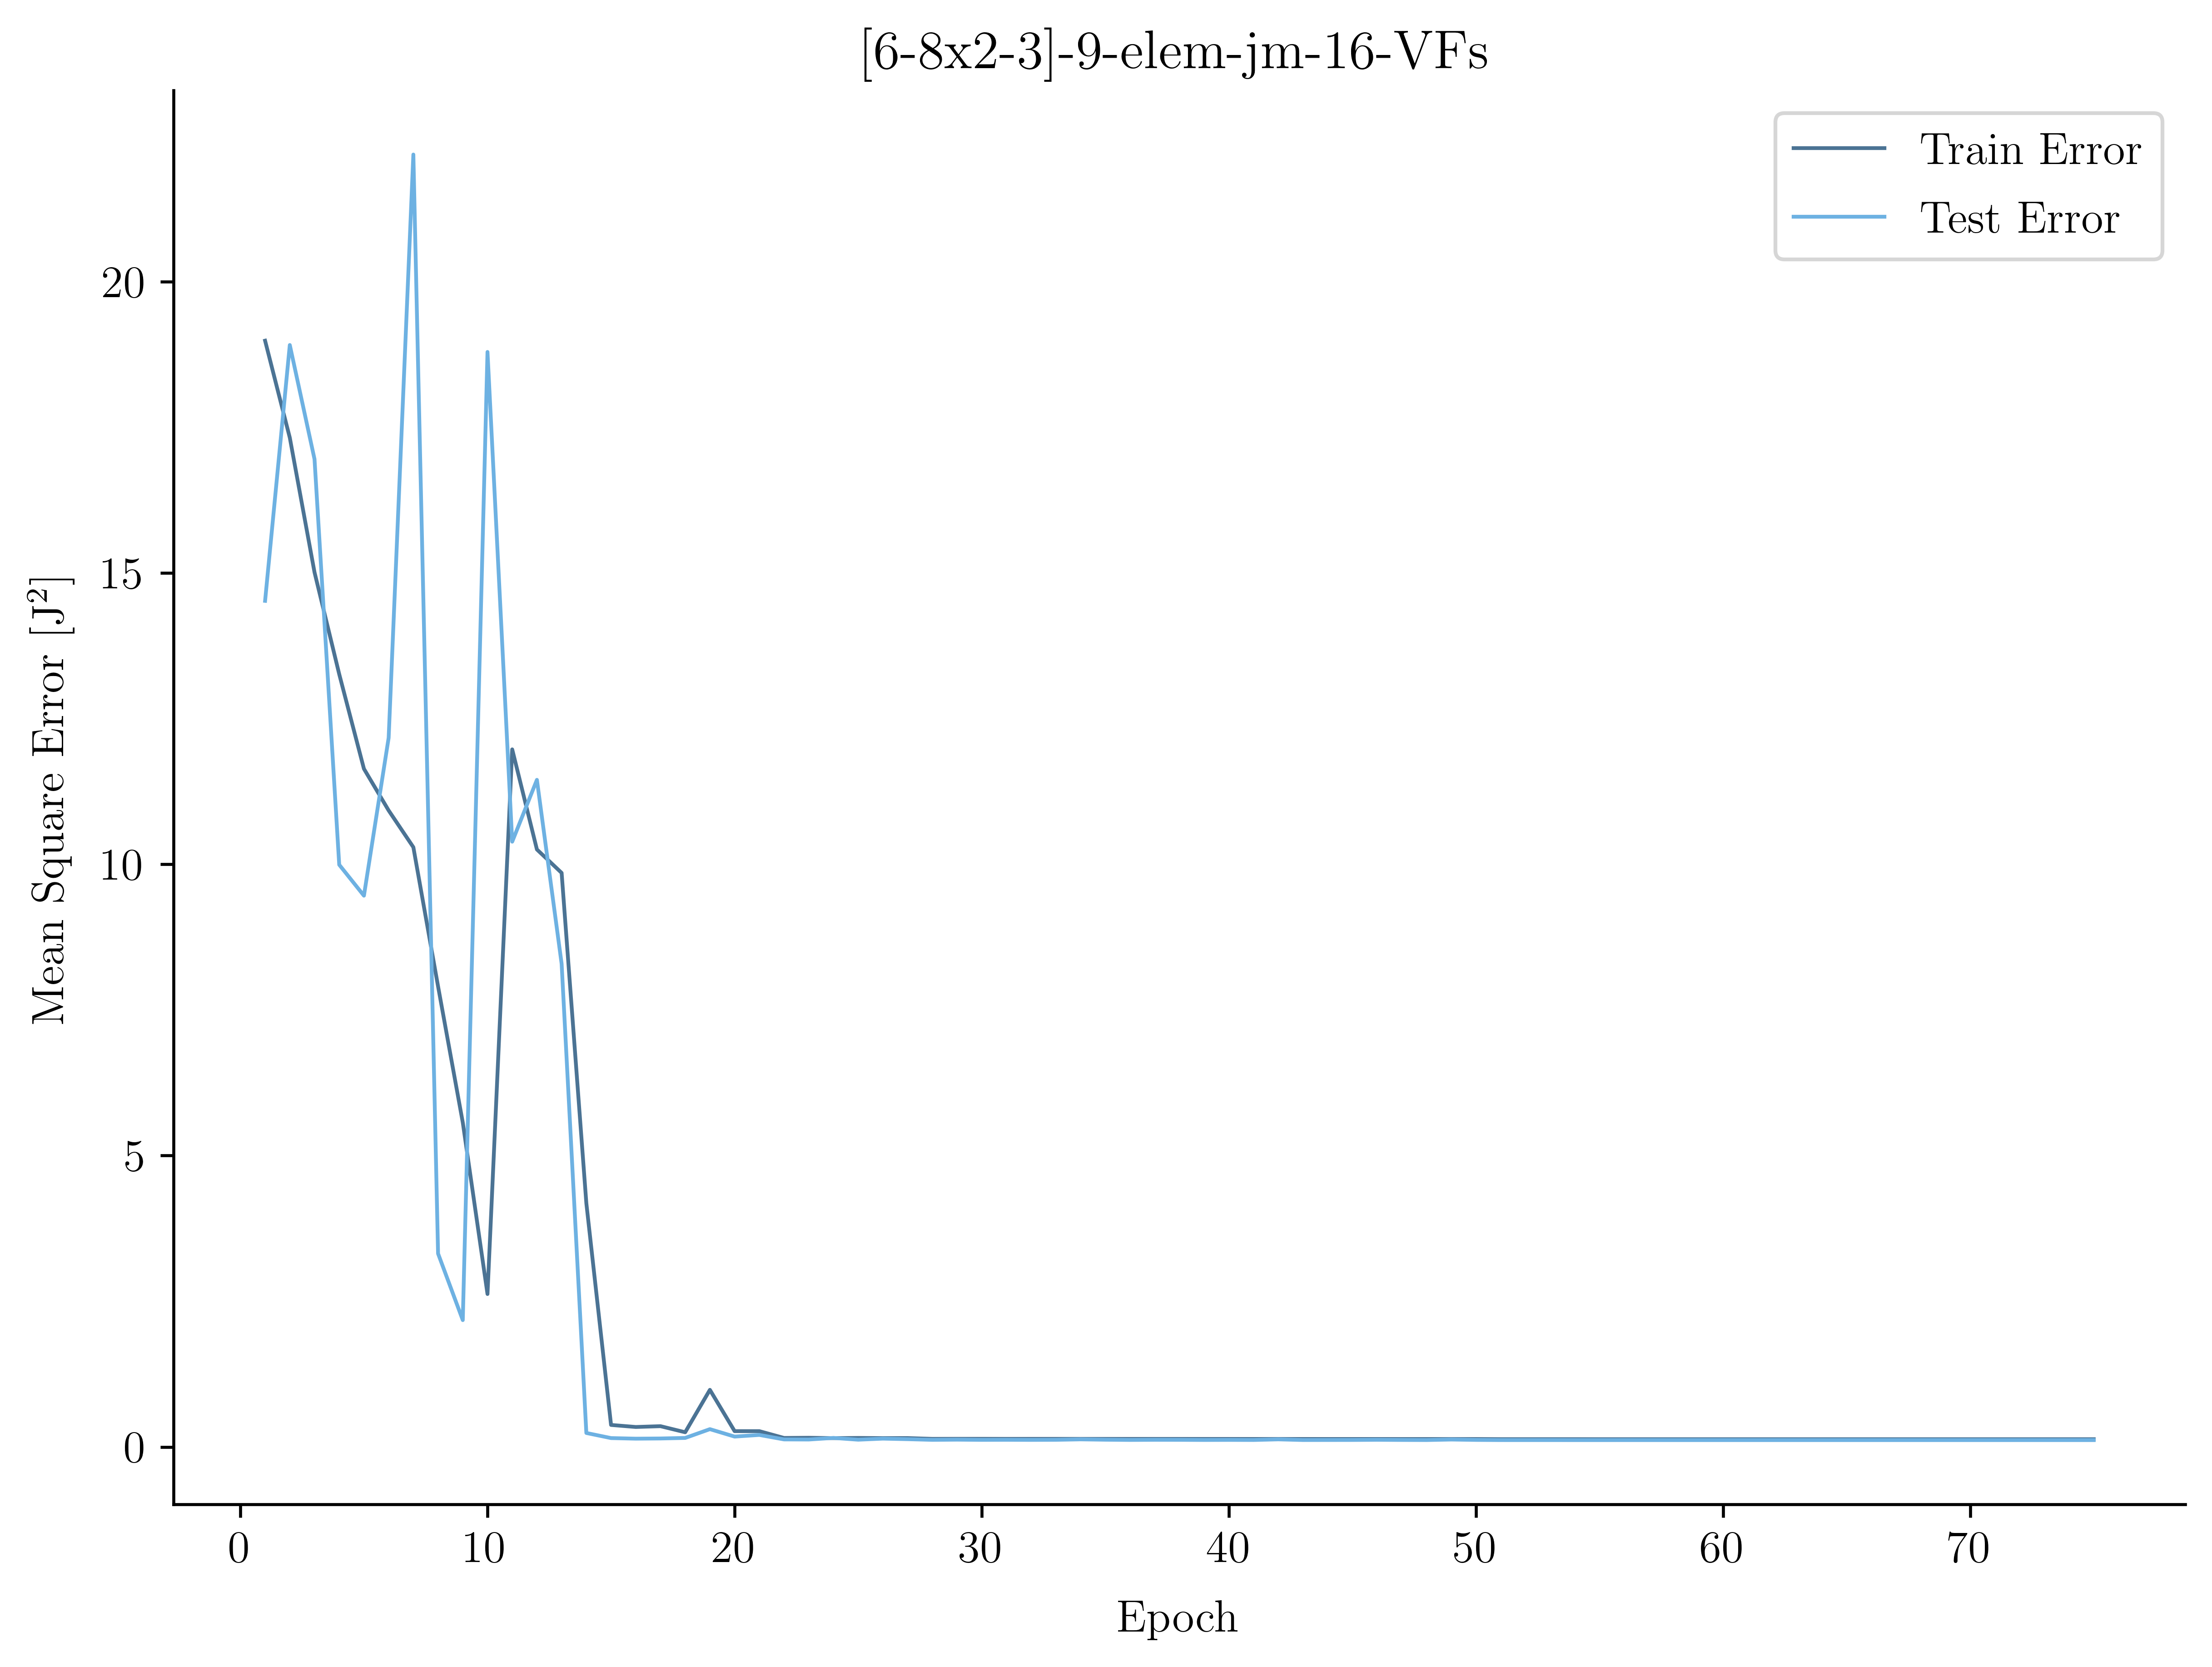 [6-8x2-3]-9-elem-jm-16-VFs
Train Error
Test Error
Mean Square Error [J²]
20
15
10
5
0
0 10 20 30 40 50 60 70
Epoch